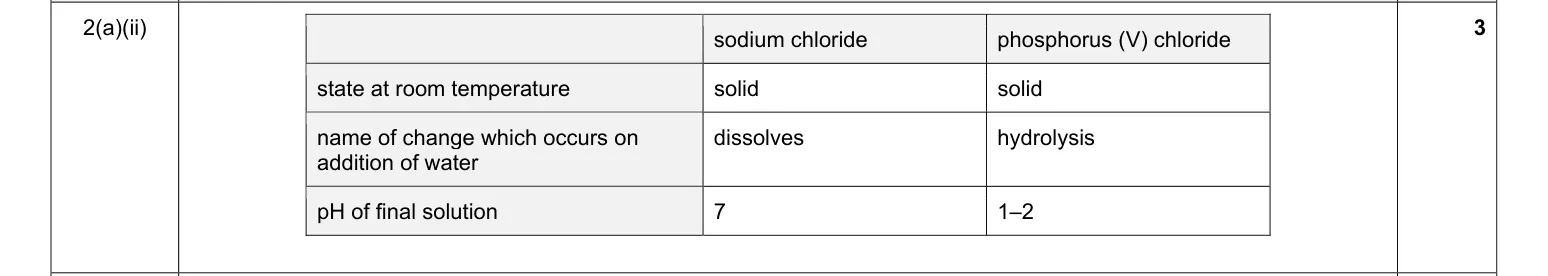 2(a)(ii) 3
sodium chloride phosphorus (V) chloride
state at room temperature solid solid
name of change which occurs on dissolves hydrolysis
addition of water
pH of final solution 7 1–2